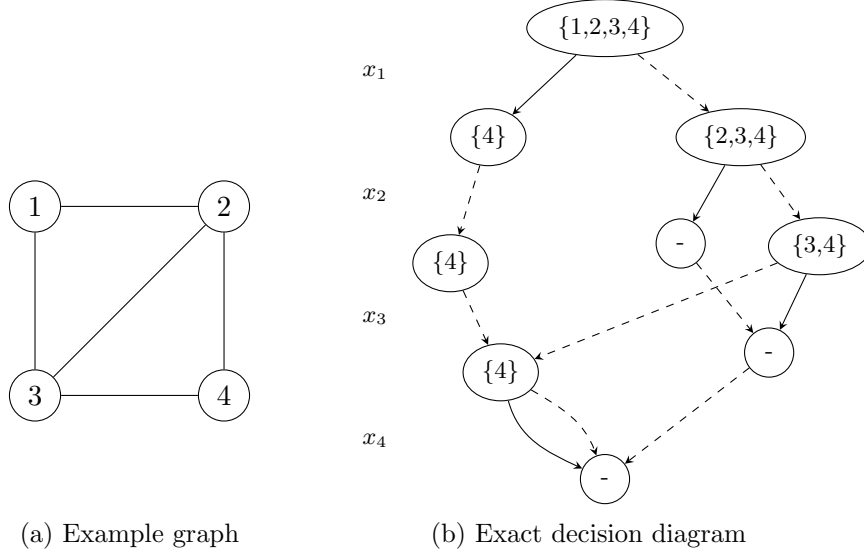 {1,2,3,4}
x1
{4}
{2,3,4}
x2
1
2
-
{3,4}
{4}
x3
-
{4}
3
4
x4
-
(a) Example graph
(b) Exact decision diagram